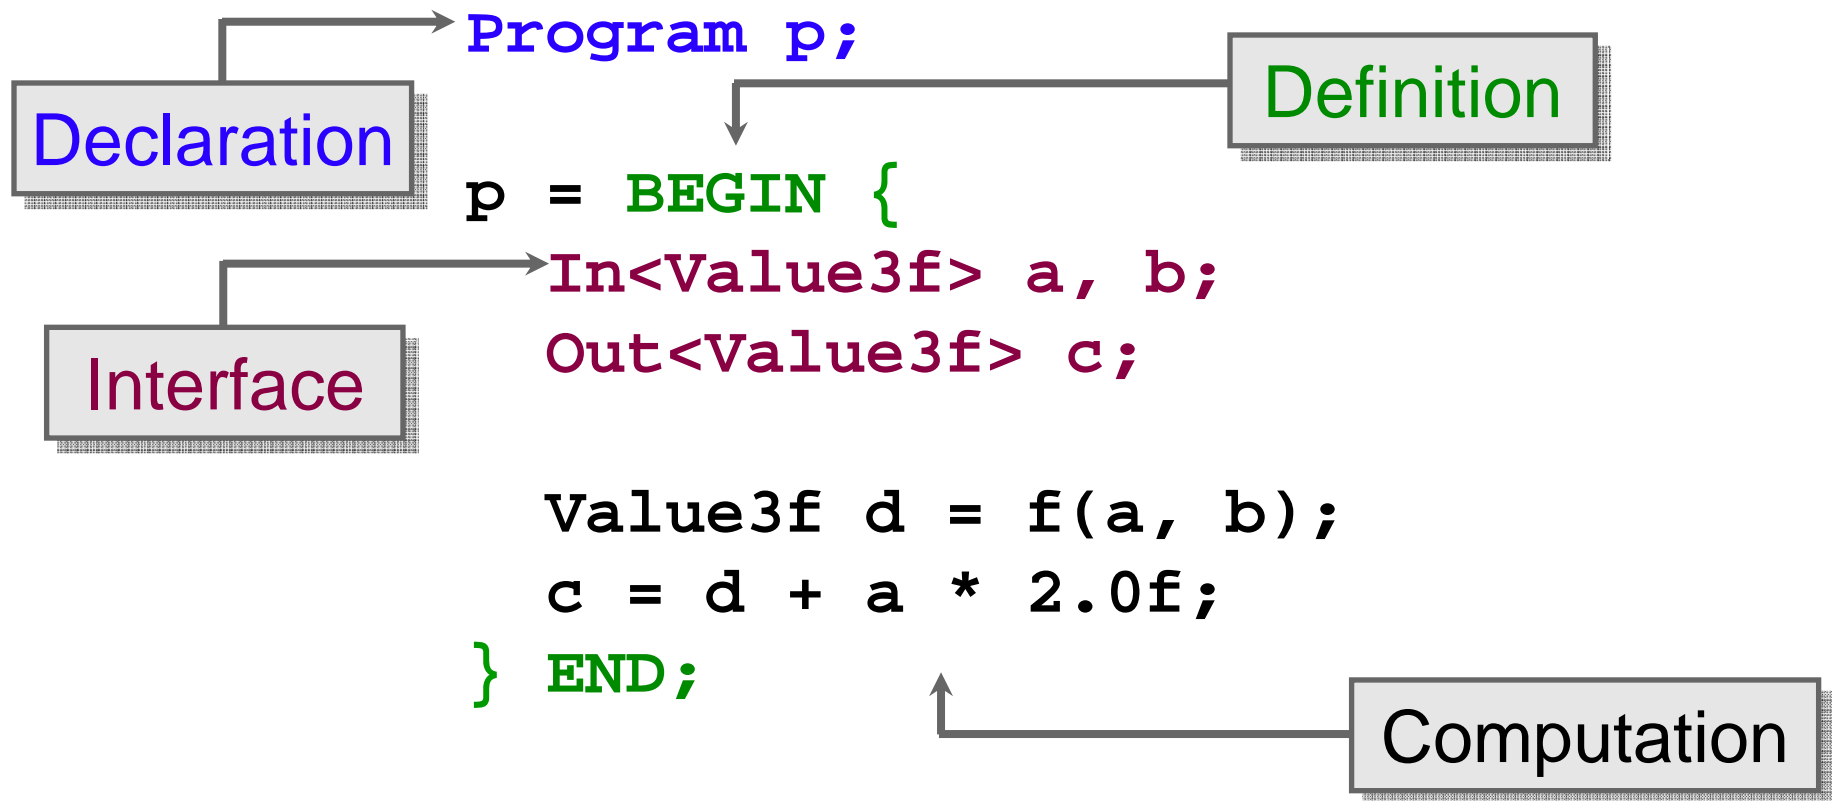 Program p;
Declaration
Definition
p = BEGIN {
In<Value3f> a, b;
Out<Value3f> c;
Interface
Value3f d = f(a, b);
c = d + a * 2.0f;
} END;
Computation